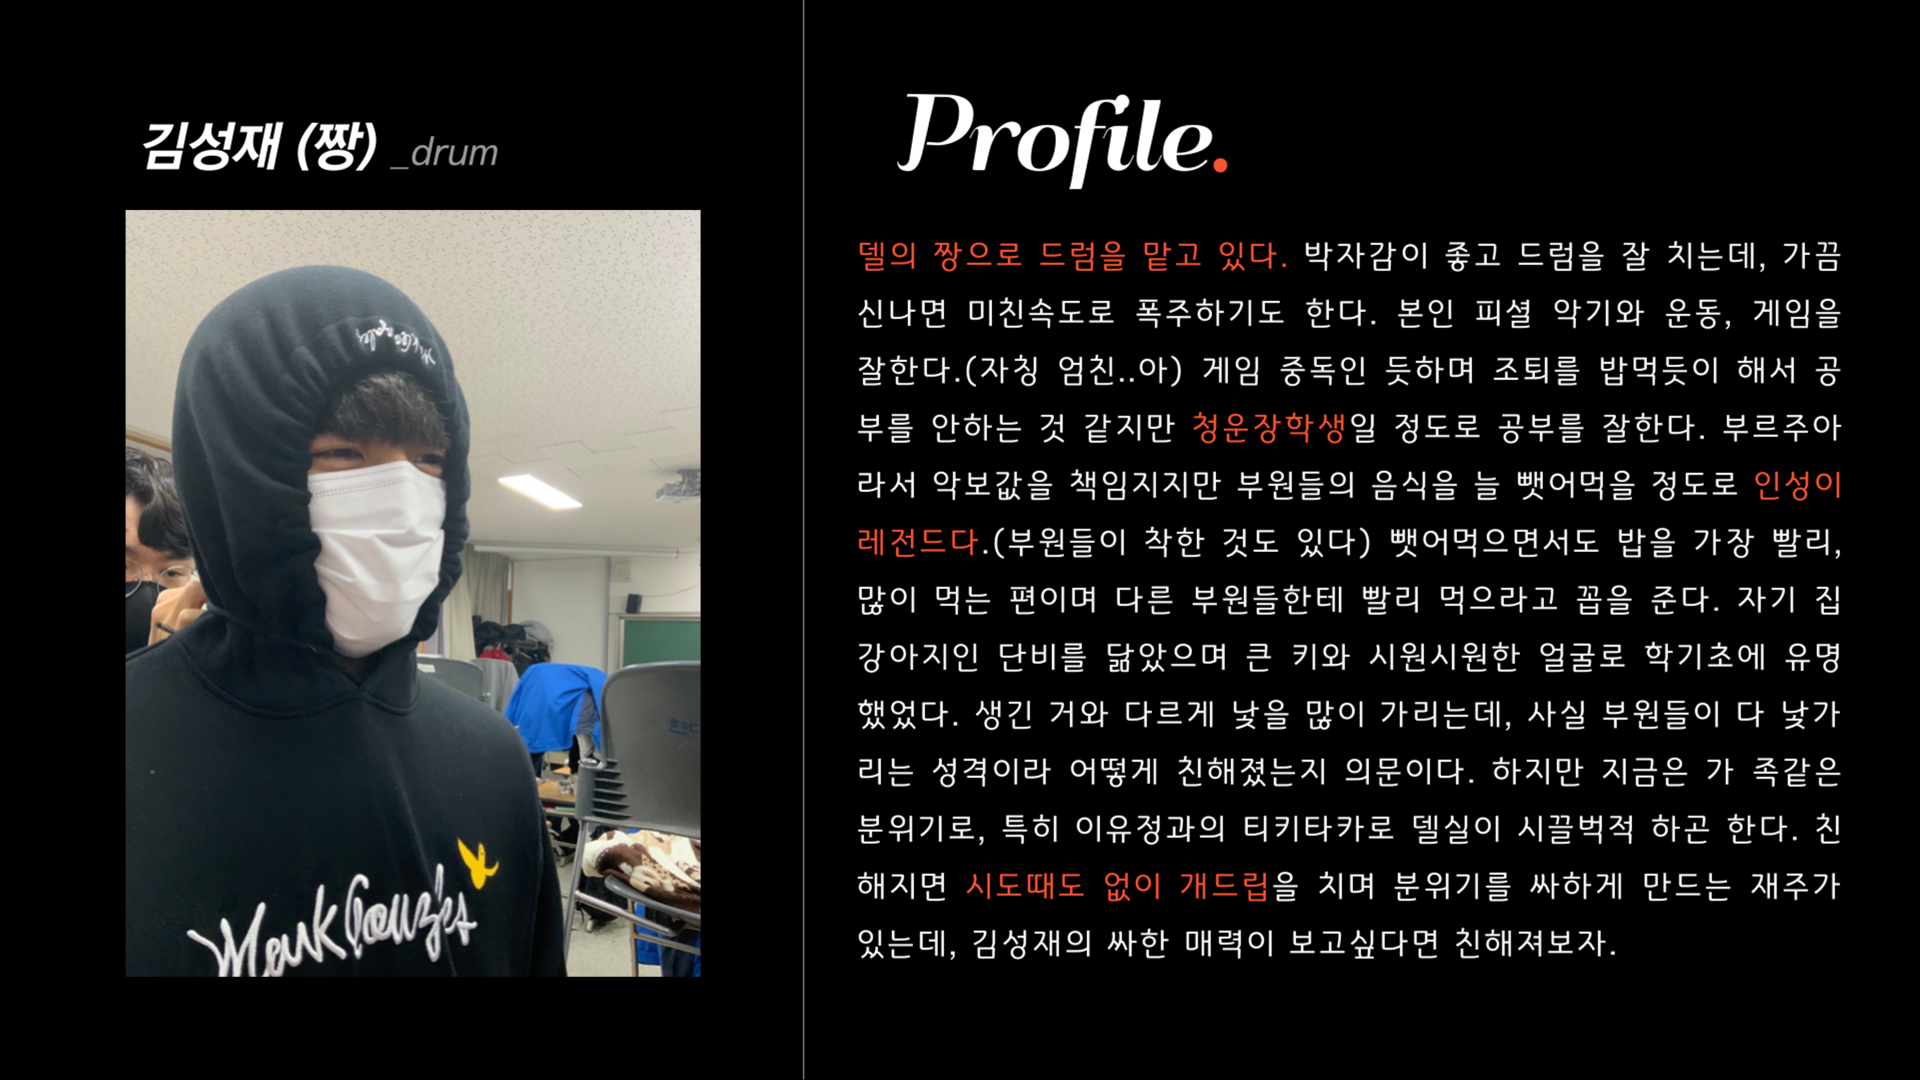 김성재 (짱) _drum
Profile.
델의 짱으로 드럼을 맡고 있다. 박자감이 좋고 드럼을 잘 치는데, 가끔
신나면 미친속도로 폭주하기도 한다. 본인 피셜 악기와 운동, 게임을
잘한다.(자칭 엄친..아) 게임 중독인 듯하며 조퇴를 밥먹듯이 해서 공
부를 안하는 것 같지만 청운장학생일 정도로 공부를 잘한다. 부르주아
라서 악보값을 책임지지만 부원들의 음식을 늘 뺏어먹을 정도로 인성이
레전드다.(부원들이 착한 것도 있다) 뺏어먹으면서도 밥을 가장 빨리,
많이 먹는 편이며 다른 부원들한테 빨리 먹으라고 꼽을 준다. 자기 집
강아지인 단비를 닮았으며 큰 키와 시원시원한 얼굴로 학기초에 유명
했었다. 생긴 거와 다르게 낯을 많이 가리는데, 사실 부원들이 다 낯가
리는 성격이라 어떻게 친해졌는지 의문이다. 하지만 지금은 가 족같은
분위기로, 특히 이유정과의 티키타카로 델실이 시끌벅적 하곤 한다. 친
해지면 시도때도 없이 개드립을 치며 분위기를 싸하게 만드는 재주가
있는데, 김성재의 싸한 매력이 보고싶다면 친해져보자.
Mark Gonzales
Mark Gonzales